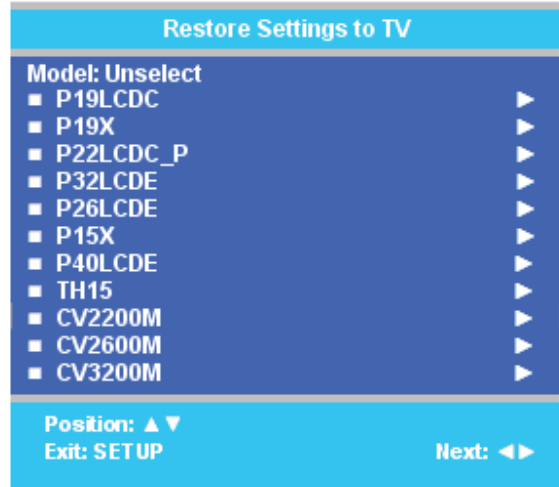 Restore Settings to TV
Model: Unselect
■ P19LCDC ▶
■ P19X ▶
■ P22LCDC_P ▶
■ P32LCDE ▶
■ P26LCDE ▶
■ P15X ▶
■ P40LCDE ▶
■ TH15 ▶
■ CV2200M ▶
■ CV2600M ▶
■ CV3200M ▶
Position: ▲▼
Exit: SETUP Next: ◀▶